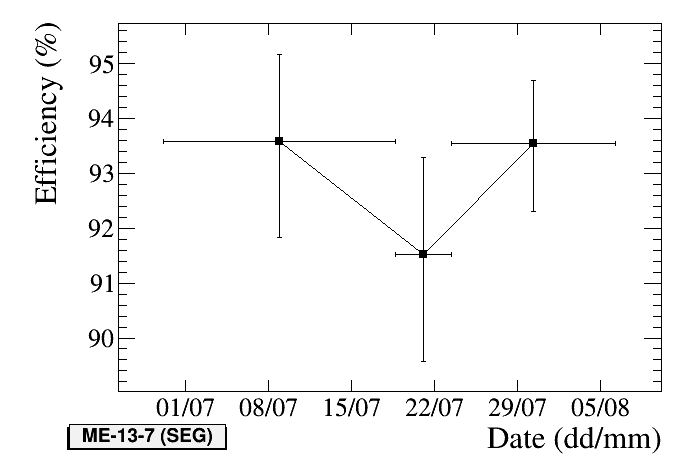 Efficiency (%)
95
94
93
92
91
90
01/07 08/07 15/07 22/07 29/07 05/08
ME-13-7 (SEG)
Date (dd/mm)